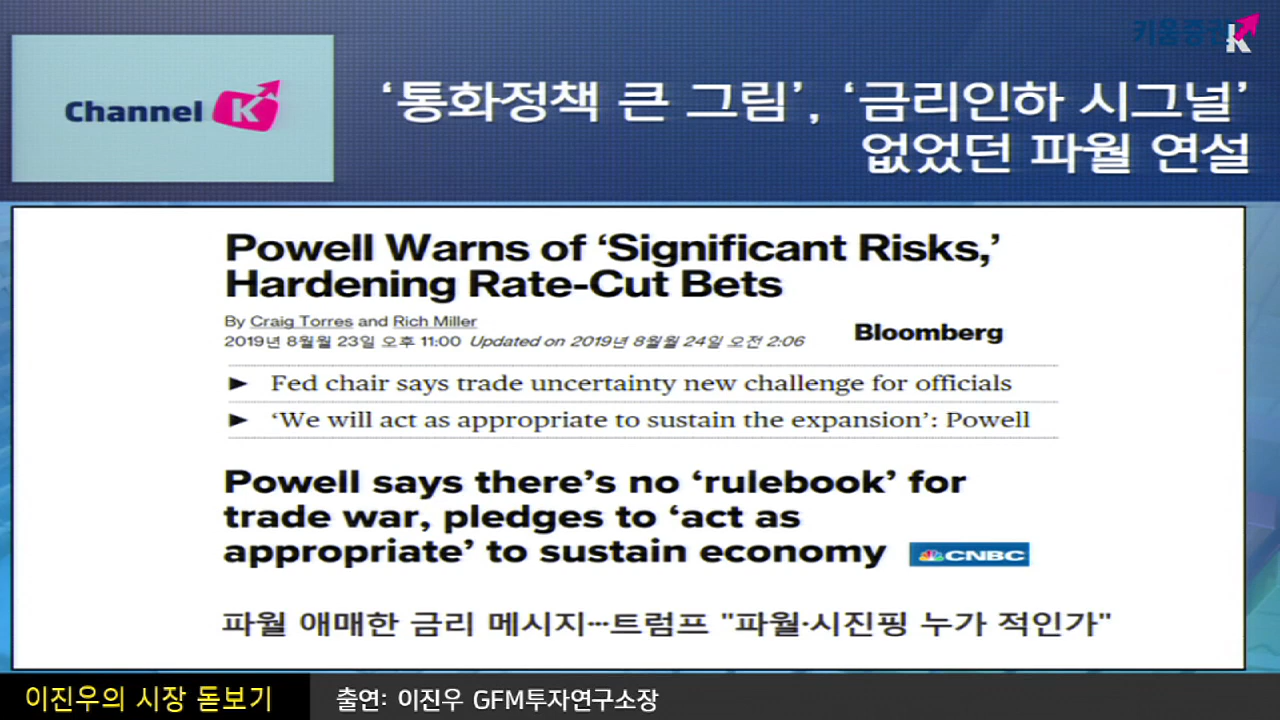 키움증권
Channel K
‘통화정책 큰 그림’, ‘금리인하 시그널’
없었던 파월 연설
Powell Warns of ‘Significant Risks,’
Hardening Rate-Cut Bets
By Craig Torres and Rich Miller
2019년 8월월 23일 오후 11:00 Updated on 2019년 8월월 24일 오전 2:06
Bloomberg
► Fed chair says trade uncertainty new challenge for officials
► ‘We will act as appropriate to sustain the expansion’: Powell
Powell says there’s no ‘rulebook’ for
trade war, pledges to ‘act as
appropriate’ to sustain economy
CNBC
파월 애매한 금리 메시지…트럼프 "파월·시진핑 누가 적인가"
이진우의 시장 돋보기
출연: 이진우 GFM투자연구소장